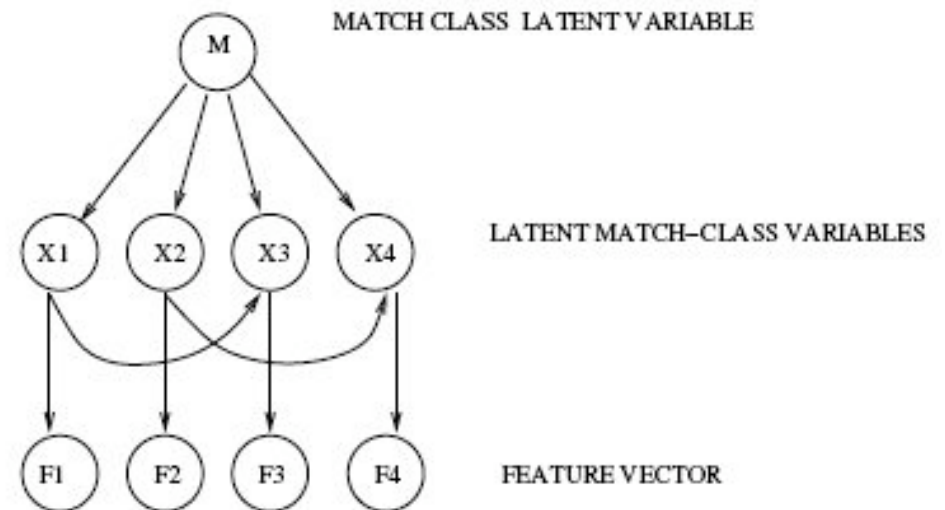 MATCH CLASS LATENT VARIABLE
M
X1 X2 X3 X4
LATENT MATCH-CLASS VARIABLES
F1 F2 F3 F4
FEATURE VECTOR